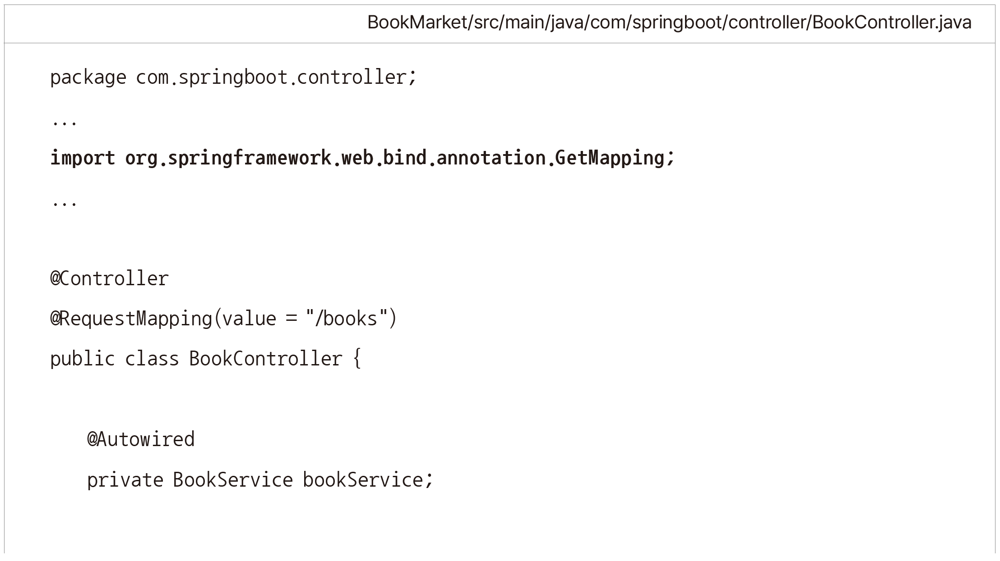 BookMarket/src/main/java/com/springboot/controller/BookController.java
package com.springboot.controller;
...
import org.springframework.web.bind.annotation.GetMapping;
...
@Controller
@RequestMapping(value = "/books")
public class BookController {
@Autowired
private BookService bookService;